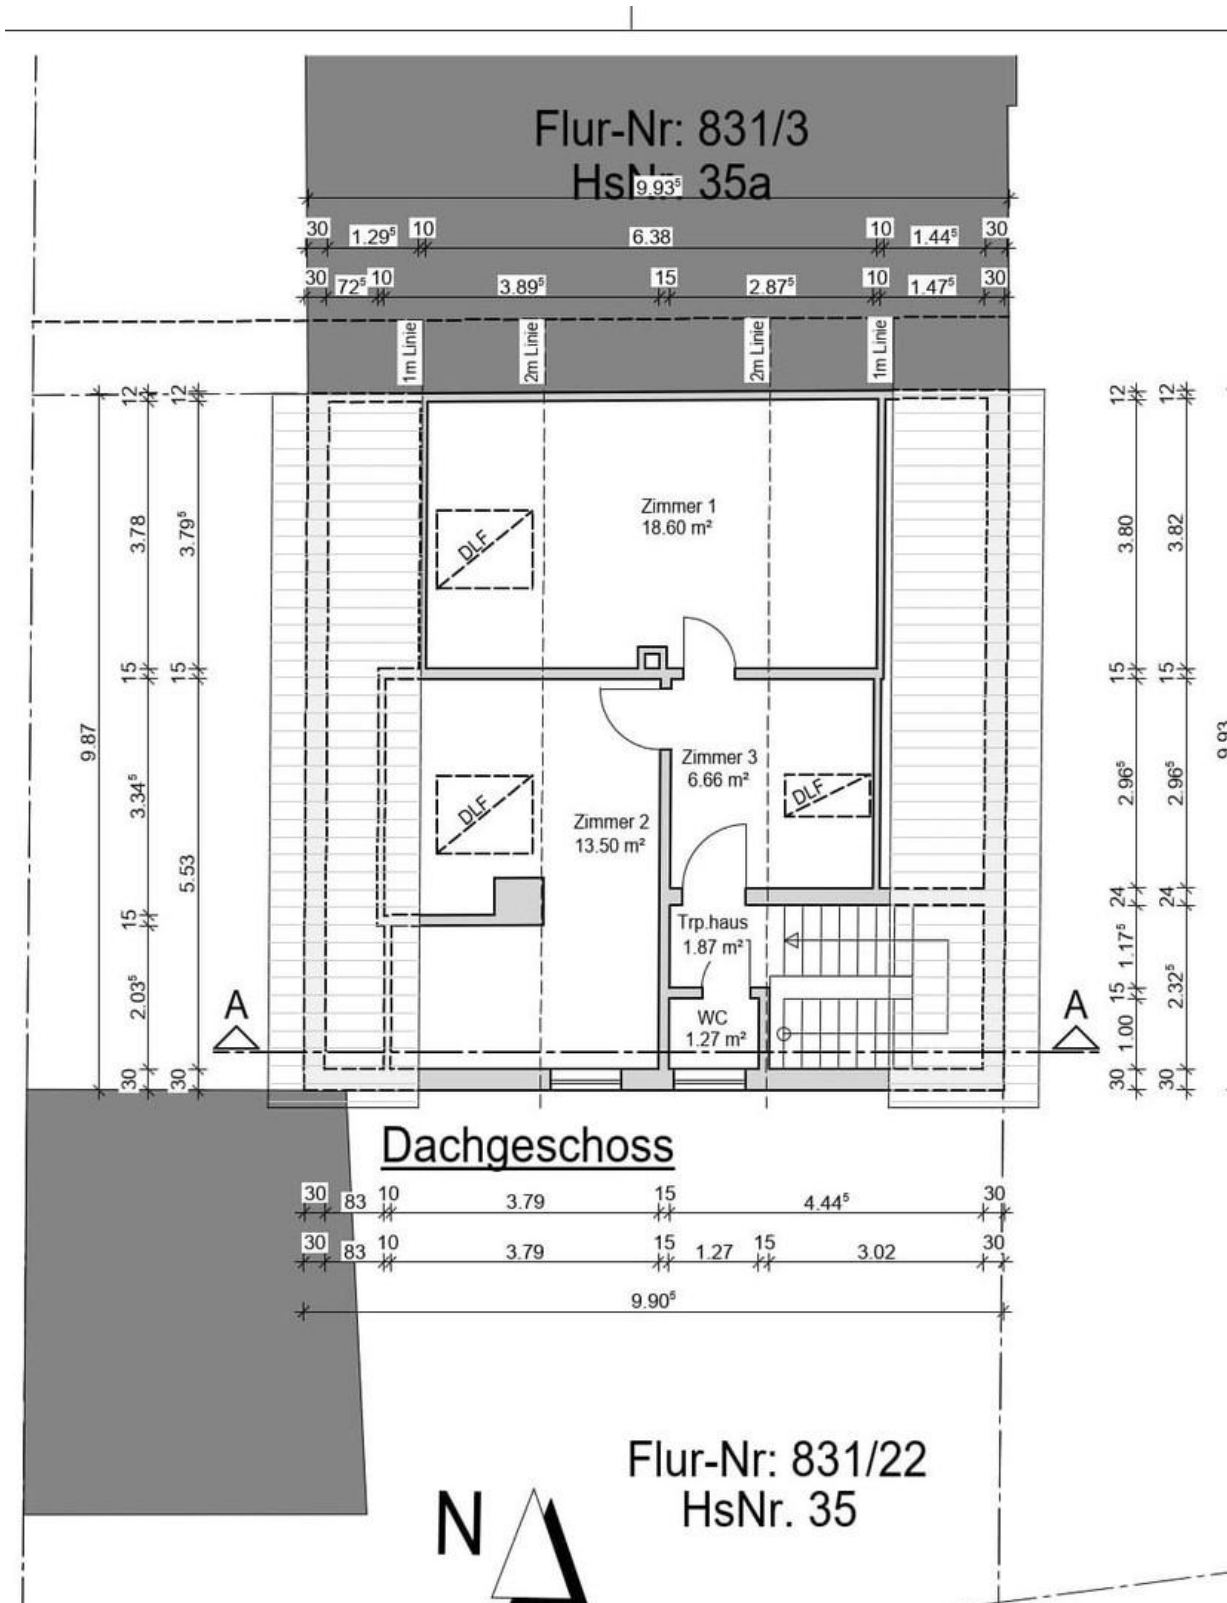 Flur-Nr: 831/3
HsNr. 35a
9.93⁵
30 1.29⁵ 10 6.38 10 1.44⁵ 30
30 72⁵ 10 3.89⁵ 15 2.87⁵ 10 1.47⁵ 30
1m Linie
2m Linie
2m Linie
1m Linie
9.87
12 3.78 15 3.34⁵ 15 2.03⁵ 30
12 3.79⁵ 15 5.53 30
Zimmer 1
18.60 m²
DLF
Zimmer 3
6.66 m²
DLF
DLF
Zimmer 2
13.50 m²
Trp.haus
1.87 m²
WC
1.27 m²
A
A
12 3.80 15 2.96⁵ 24 1.17⁵ 15 1.00 30
12 3.82 15 2.96⁵ 24 2.32⁵ 30
9.93
Dachgeschoss
30 83 10 3.79 15 4.44⁵ 30
30 83 10 3.79 15 1.27 15 3.02 30
9.90⁵
Flur-Nr: 831/22
HsNr. 35
N